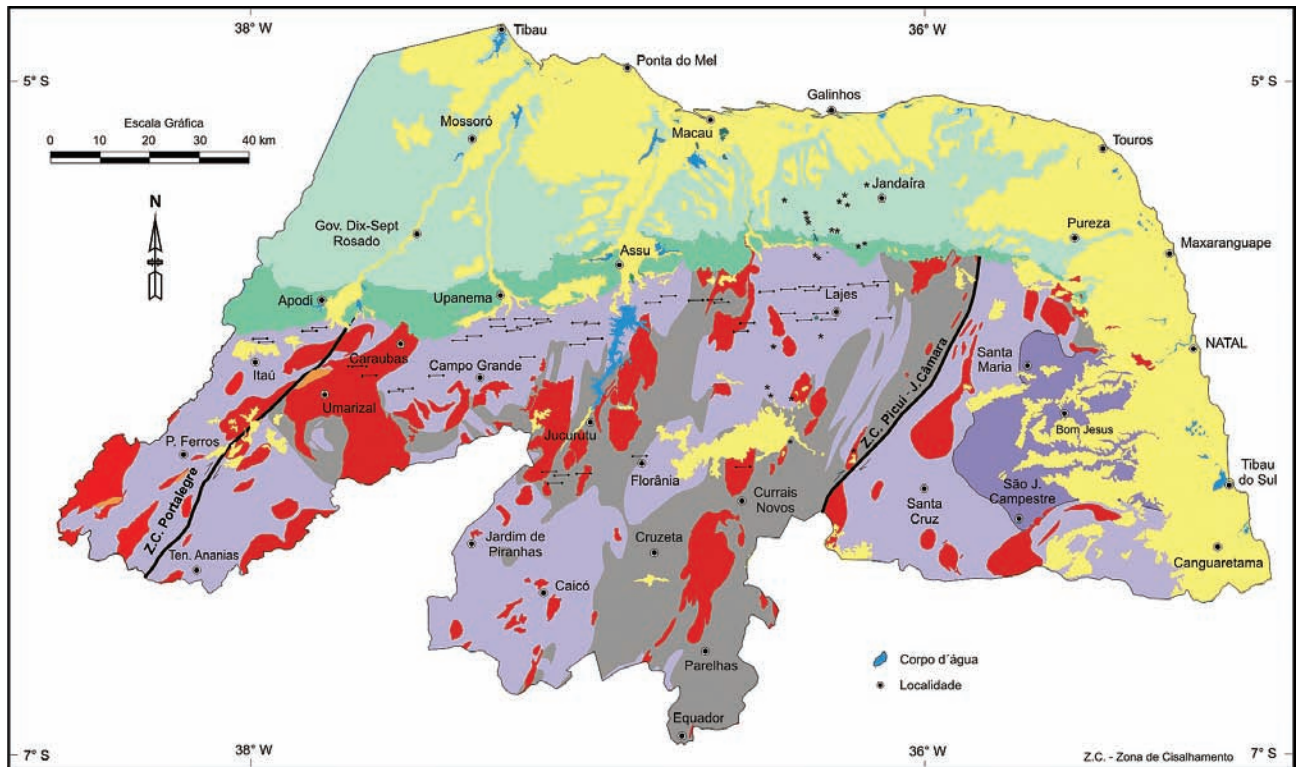 38° W
36° W
Tibau
Ponta do Mel
5° S
5° S
Galinhos
Escala Gráfica
0 10 20 30 40 km
Mossoró
Macau
Touros
Jandaíra
N
Gov. Dix-Sept
Rosado
Pureza
Maxaranguape
Assu
Apodi
Upanema
Lajes
Caraubas
Santa
Maria
NATAL
Itaú
Campo Grande
Umarizal
Z.C. Picuí - J. Câmara
Bom Jesus
Jucurutu
P. Ferros
Florânia
Tibau
do Sul
Z.C. Portalegre
Currais
Novos
Santa
Cruz
São J.
Campestre
Jardim de
Piranhas
Cruzeta
Ten. Ananias
Canguaretama
Caicó
Parelhas
Corpo d´água
Localidade
Equador
7° S
38° W
36° W
7° S
Z.C. - Zona de Cisalhamento